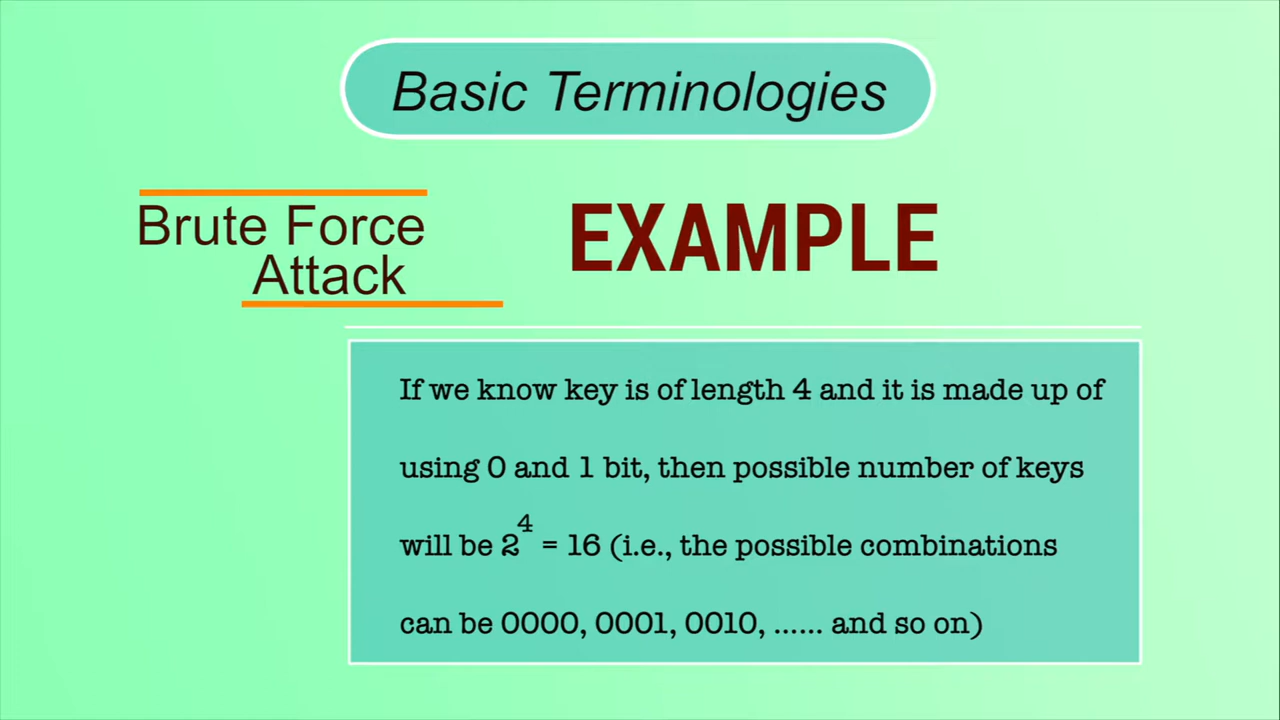 Basic Terminologies
Brute Force
Attack
EXAMPLE
If we know key is of length 4 and it is made up of
using 0 and 1 bit, then possible number of keys
will be 2⁴ = 16 (i.e., the possible combinations
can be 0000, 0001, 0010, ...... and so on)